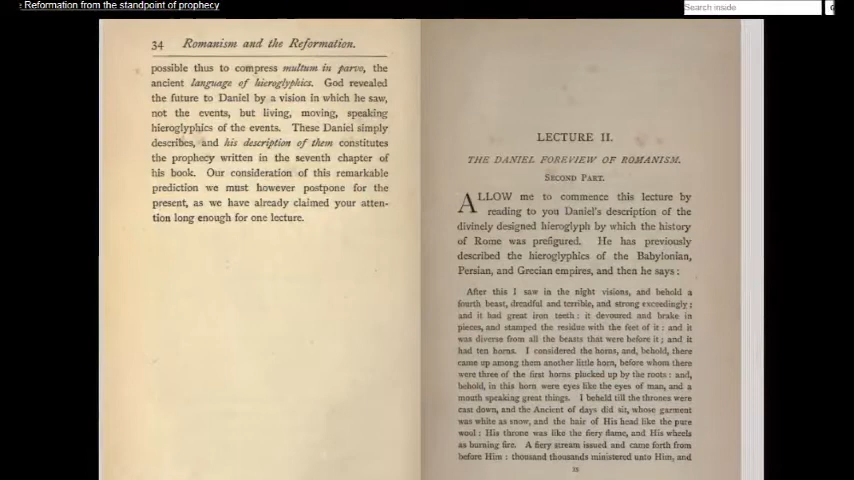 : Reformation from the standpoint of prophecy
Search inside
34 Romanism and the Reformation.
possible thus to compress multum in parvo, the
ancient language of hieroglyphics. God revealed
the future to Daniel by a vision in which he saw,
not the events, but living, moving, speaking
hieroglyphics of the events. These Daniel simply
describes, and his description of them constitutes
the prophecy written in the seventh chapter of
his book. Our consideration of this remarkable
prediction we must however postpone for the
present, as we have already claimed your atten-
tion long enough for one lecture.
LECTURE II.
THE DANIEL FOREVIEW OF ROMANISM.
SECOND PART.
ALLOW me to commence this lecture by
reading to you Daniel's description of the
divinely designed hieroglyph by which the history
of Rome was prefigured. He has previously
described the hieroglyphics of the Babylonian,
Persian, and Grecian empires, and then he says:
After this I saw in the night visions, and behold a
fourth beast, dreadful and terrible, and strong exceedingly;
and it had great iron teeth: it devoured and brake in
pieces, and stamped the residue with the feet of it: and it
was diverse from all the beasts that were before it; and it
had ten horns. I considered the horns, and, behold, there
came up among them another little horn, before whom there
were three of the first horns plucked up by the roots: and,
behold, in this horn were eyes like the eyes of man, and a
mouth speaking great things. I beheld till the thrones were
cast down, and the Ancient of days did sit, whose garment
was white as snow, and the hair of His head like the pure
wool: His throne was like the fiery flame, and His wheels
as burning fire. A fiery stream issued and came forth from
before Him: thousand thousands ministered unto Him, and